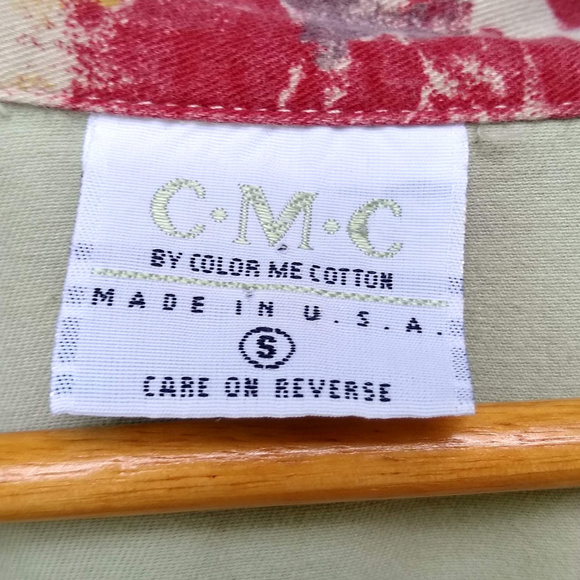 C·M·C
BY COLOR ME COTTON
MADE IN U.S.A.
S
CARE ON REVERSE